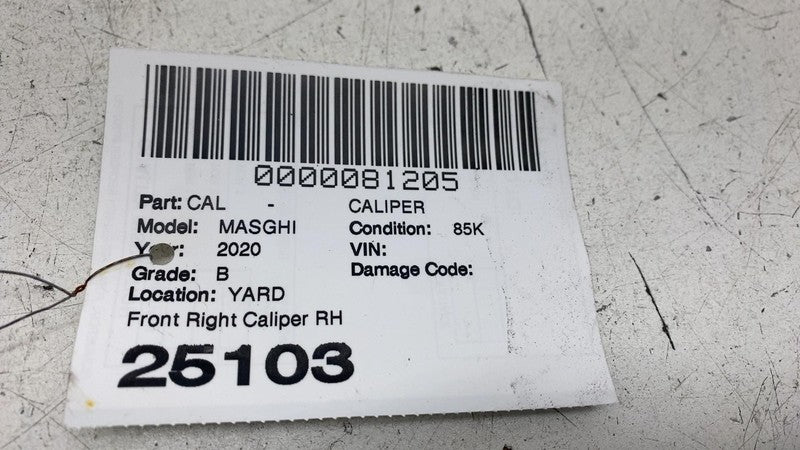 0000081205
Part: CAL - CALIPER
Model: MASGHI Condition: 85K
Year: 2020 VIN:
Grade: B Damage Code:
Location: YARD
Front Right Caliper RH
25103